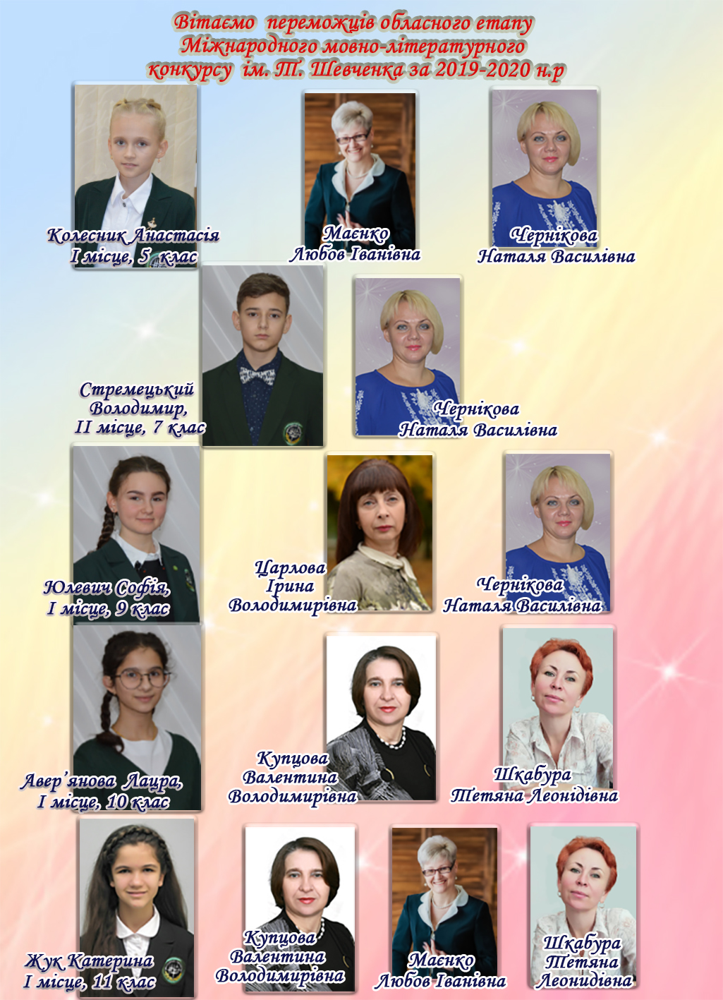 Вітаємо переможців обласного етапу
Міжнародного мовно-літературного
конкурсу ім. Т. Шевченка за 2019-2020 н.р
Колесник Анастасія
І місце, 5 клас
Маєнко
Любов Іванівна
Чернікова
Наталя Василівна
Стремецький
Володимир,
ІІ місце, 7 клас
Чернікова
Наталя Василівна
Юлевич Софія,
І місце, 9 клас
Царлова
Ірина
Володимирівна
Чернікова
Наталя Василівна
Авер’янова Лаура,
І місце, 10 клас
Купцова
Валентина
Володимирівна
Шкабура
Тетяна Леонідівна
Жук Катерина
І місце, 11 клас
Купцова
Валентина
Володимирівна
Маєнко
Любов Іванівна
Шкабура
Тетяна
Леонидівна